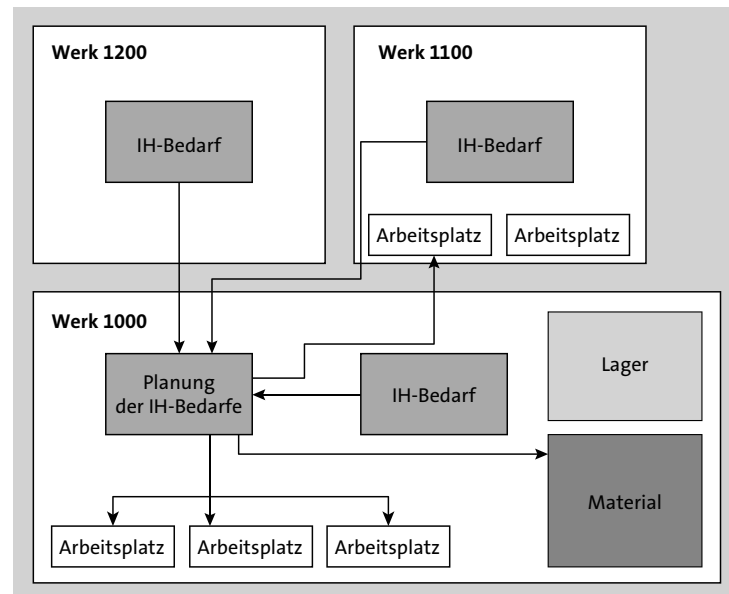 Werk 1200
IH-Bedarf
Werk 1100
IH-Bedarf
Arbeitsplatz
Arbeitsplatz
Werk 1000
Planung
der IH-Bedarfe
IH-Bedarf
Lager
Material
Arbeitsplatz
Arbeitsplatz
Arbeitsplatz